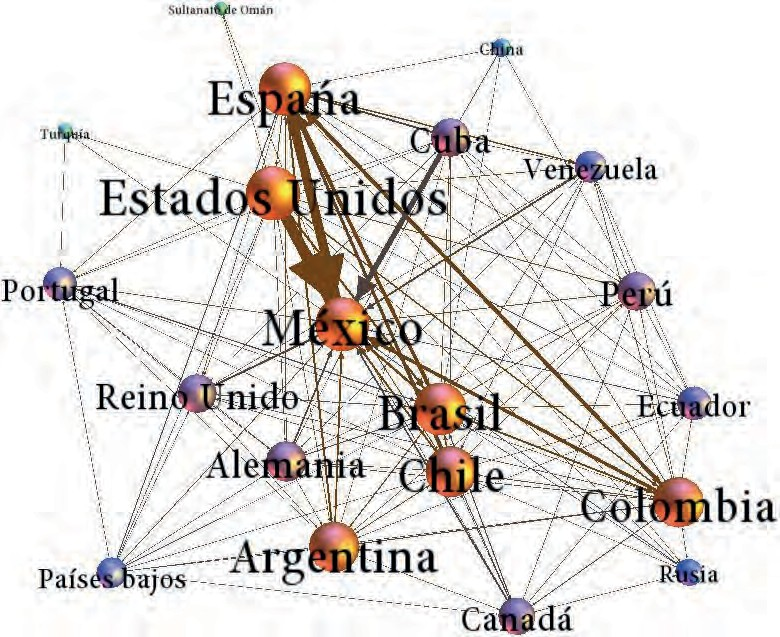 Sultanato de Omán
China
España
Turquía
Cuba
Venezuela
Estados Unidos
Portugal
Perú
México
Reino Unido
Brasil
Ecuador
Alemania
Chile
Colombia
Argentina
Países bajos
Rusia
Canadá